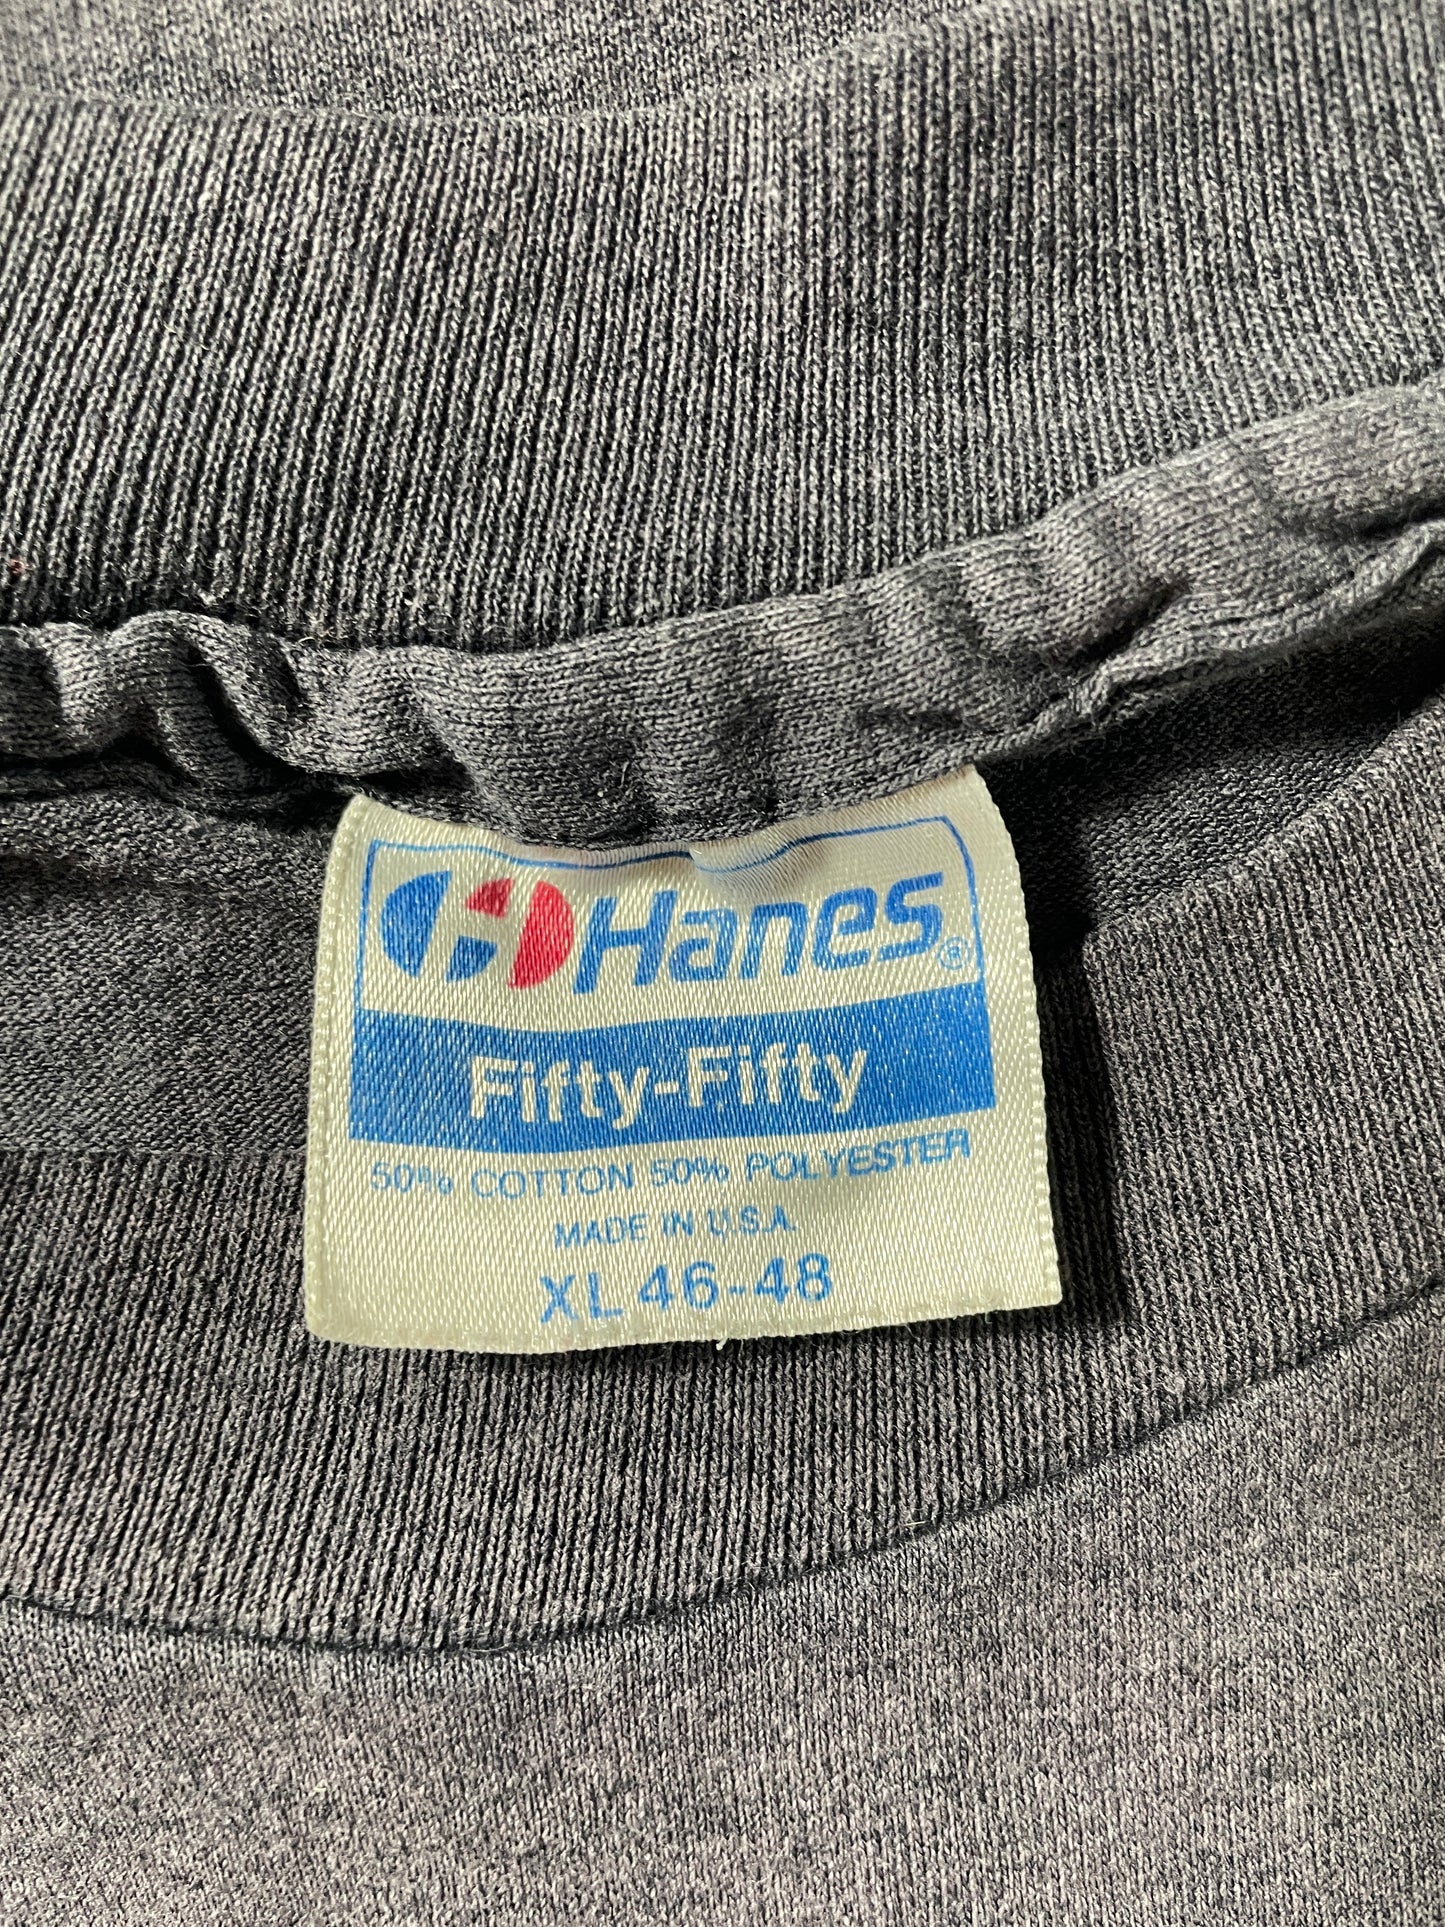 Hanes®
Fifty-Fifty
50% COTTON 50% POLYESTER
MADE IN U.S.A.
XL 46-48